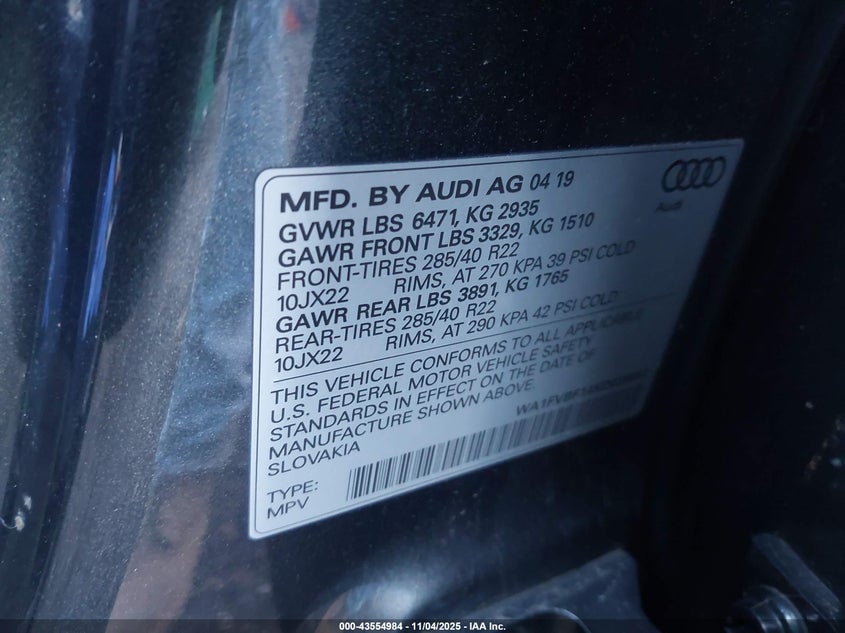 MFD. BY AUDI AG 04 19
GVWR LBS 6471, KG 2935
GAWR FRONT LBS 3329, KG 1510
FRONT-TIRES 285/40 R22
10JX22 RIMS, AT 270 KPA 39 PSI COLD
GAWR REAR LBS 3891, KG 1765
REAR-TIRES 285/40 R22
10JX22 RIMS, AT 290 KPA 42 PSI COLD
THIS VEHICLE CONFORMS TO ALL APPLICABLE
U.S. FEDERAL MOTOR VEHICLE SAFETY
STANDARDS IN EFFECT ON THE DATE OF
MANUFACTURE SHOWN ABOVE.
SLOVAKIA
TYPE:
MPV
Audi
000-43554984 - 11/04/2025 - IAA Inc.